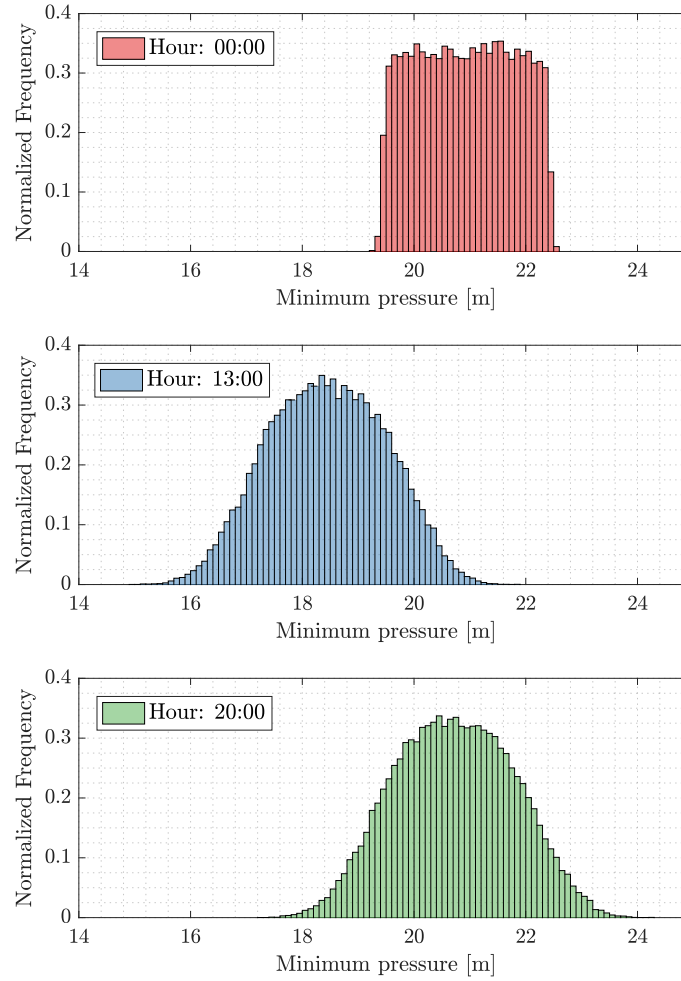 0.4
0.3
0.2
0.1
0
Normalized Frequency
Hour: 00:00
14 16 18 20 22 24
Minimum pressure [m]
0.4
0.3
0.2
0.1
0
Normalized Frequency
Hour: 13:00
14 16 18 20 22 24
Minimum pressure [m]
0.4
0.3
0.2
0.1
0
Normalized Frequency
Hour: 20:00
14 16 18 20 22 24
Minimum pressure [m]